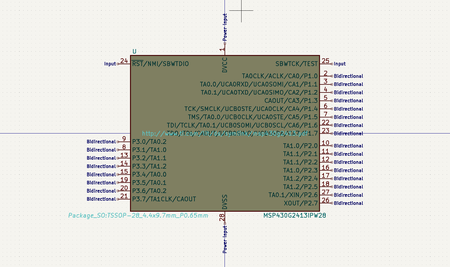 Power Input
1
DVCC
U
Input 24 RST/NMI/SBWTDIO
SBWTCK/TEST 25 Input
TA0CLK/ACLK/CA0/P1.0 2 Bidirectional
TA0.0/UCA0RXD/UCA0SOMI/CA1/P1.1 3 Bidirectional
TA0.1/UCA0TXD/UCA0SIMO/CA2/P1.2 4 Bidirectional
CAOUT/CA3/P1.3 5 Bidirectional
TCK/SMCLK/UCB0STE/UCA0CLK/CA4/P1.4 6 Bidirectional
TMS/TA0.0/UCB0CLK/UCA0STE/CA5/P1.5 7 Bidirectional
TDI/TCLK/TA0.1/UCB0SOMI/UCB0SCL/CA6/P1.6 22 Bidirectional
23 Bidirectional
Bidirectional 9 P3.0/TA0.2
TA1.0/P2.0 10 Bidirectional
Bidirectional 8 P3.1/TA1.0
TA1.1/P2.1 11 Bidirectional
Bidirectional 13 P3.2/TA1.1
TA1.1/P2.2 12 Bidirectional
Bidirectional 14 P3.3/TA1.2
TA1.0/P2.3 16 Bidirectional
Bidirectional 15 P3.4/TA0.0
TA1.2/P2.4 17 Bidirectional
Bidirectional 19 P3.5/TA0.1
TA1.2/P2.5 18 Bidirectional
Bidirectional 20 P3.6/TA0.2
TA0.1/XIN/P2.6 27 Bidirectional
Bidirectional 21 P3.7/TA1CLK/CAOUT
XOUT/P2.7 26 Bidirectional
DVSS
28
Package_SO:TSSOP-28_4.4x9.7mm_P0.65mm
MSP430G2413IPW28
Power Input